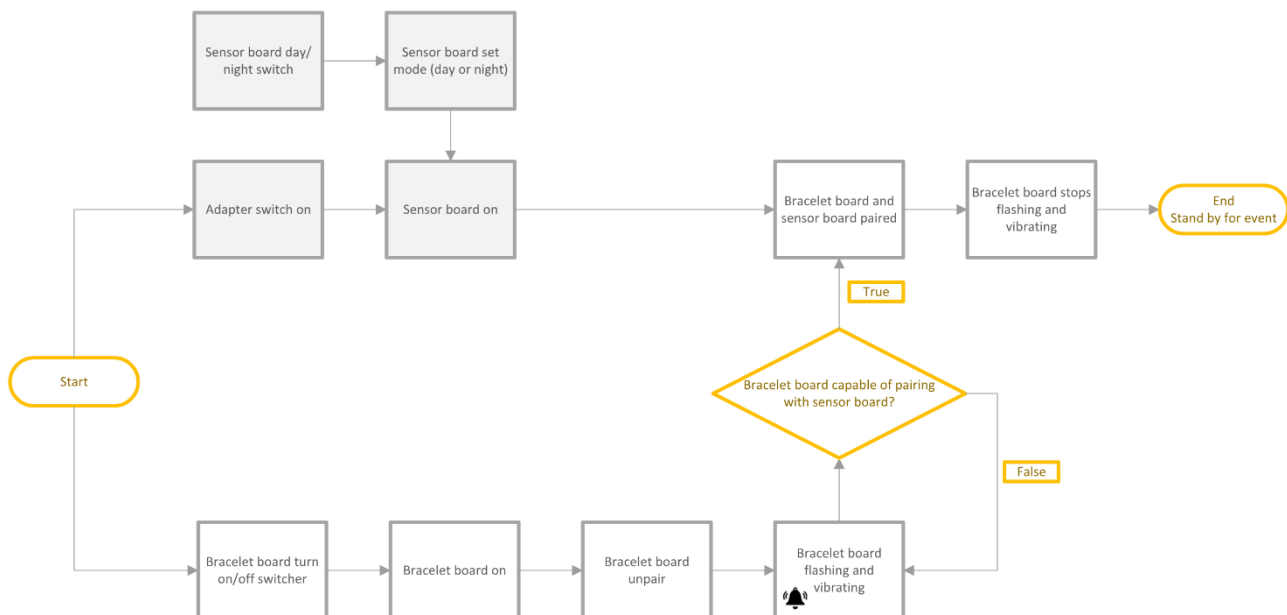 Sensor board day/
night switch
Sensor board set
mode (day or night)
Adapter switch on
Sensor board on
Bracelet board and
sensor board paired
Bracelet board stops
flashing and
vibrating
End
Stand by for event
True
Start
Bracelet board capable of pairing
with sensor board?
False
Bracelet board turn
on/off switcher
Bracelet board on
Bracelet board
unpair
Bracelet board
flashing and
vibrating